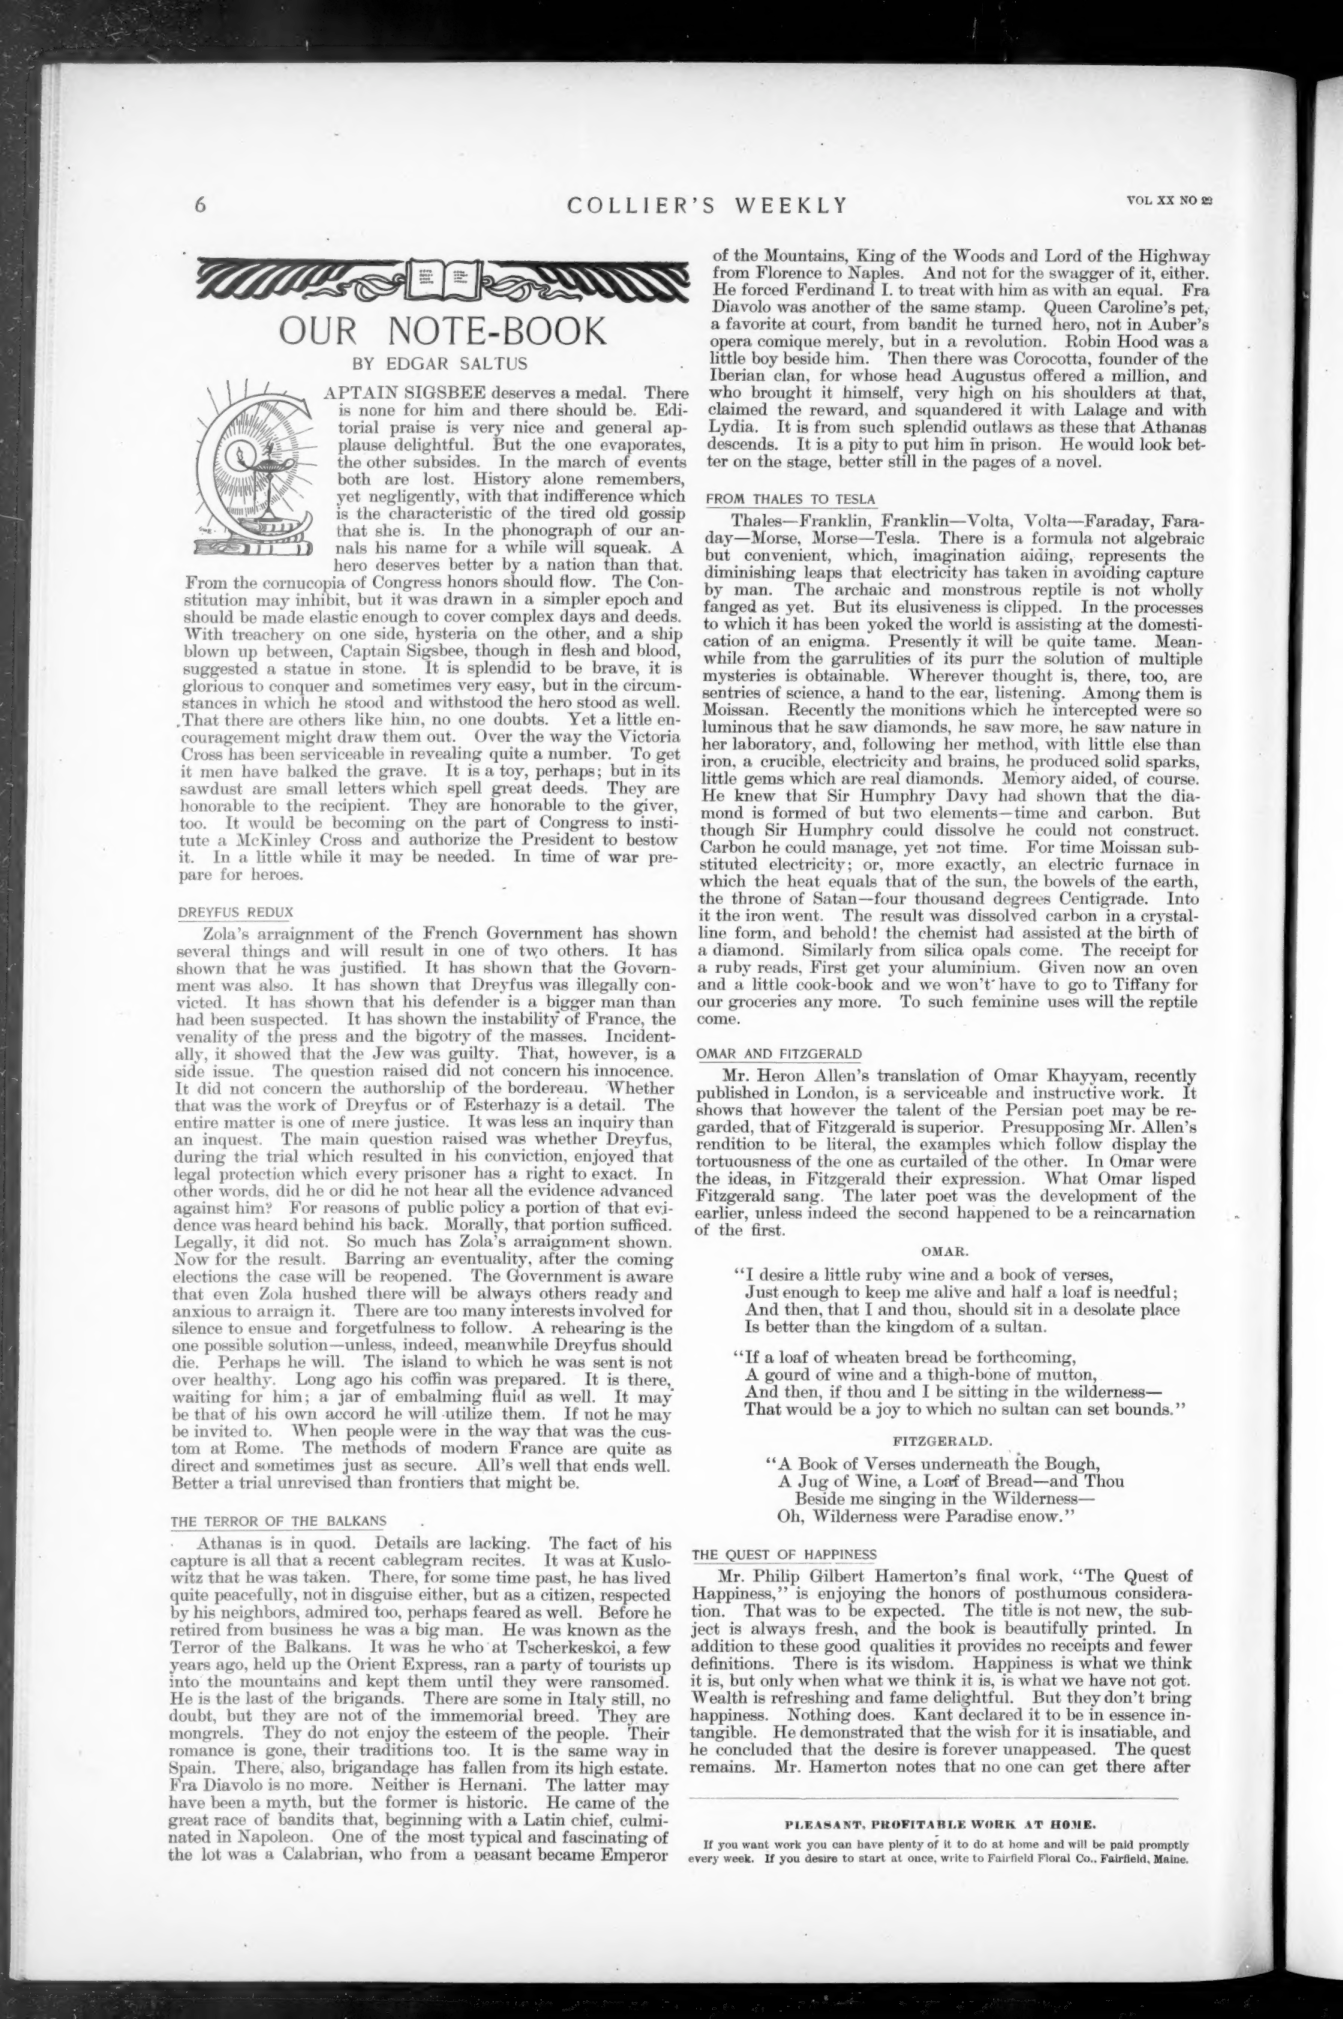 6
COLLIER'S WEEKLY
VOL XX NO 22
OUR NOTE-BOOK
BY EDGAR SALTUS
CAPTAIN SIGSBEE deserves a medal. There
is none for him and there should be. Edi-
torial praise is very nice and general ap-
plause delightful. But the one evaporates,
the other subsides. In the march of events
both are lost. History alone remembers,
yet negligently, with that indifference which
is the characteristic of the tired old gossip
that she is. In the phonograph of our an-
nals his name for a while will squeak. A
hero deserves better by a nation than that.
From the cornucopia of Congress honors should flow. The Con-
stitution may inhibit, but it was drawn in a simpler epoch and
should be made elastic enough to cover complex days and deeds.
With treachery on one side, hysteria on the other, and a ship
blown up between, Captain Sigsbee, though in flesh and blood,
suggested a statue in stone. It is splendid to be brave, it is
glorious to conquer and sometimes very easy, but in the circum-
stances in which he stood and withstood the hero stood as well.
That there are others like him, no one doubts. Yet a little en-
couragement might draw them out. Over the way the Victoria
Cross has been serviceable in revealing quite a number. To get
it men have balked the grave. It is a toy, perhaps; but in its
sawdust are small letters which spell great deeds. They are
honorable to the recipient. They are honorable to the giver,
too. It would be becoming on the part of Congress to insti-
tute a McKinley Cross and authorize the President to bestow
it. In a little while it may be needed. In time of war pre-
pare for heroes.
DREYFUS REDUX
Zola's arraignment of the French Government has shown
several things and will result in one of two others. It has
shown that he was justified. It has shown that the Govern-
ment was also. It has shown that Dreyfus was illegally con-
victed. It has shown that his defender is a bigger man than
had been suspected. It has shown the instability of France, the
venality of the press and the bigotry of the masses. Incident-
ally, it showed that the Jew was guilty. That, however, is a
side issue. The question raised did not concern his innocence.
It did not concern the authorship of the bordereau. Whether
that was the work of Dreyfus or of Esterhazy is a detail. The
entire matter is one of mere justice. It was less an inquiry than
an inquest. The main question raised was whether Dreyfus,
during the trial which resulted in his conviction, enjoyed that
legal protection which every prisoner has a right to exact. In
other words, did he or did he not hear all the evidence advanced
against him? For reasons of public policy a portion of that evi-
dence was heard behind his back. Morally, that portion sufficed.
Legally, it did not. So much has Zola's arraignment shown.
Now for the result. Barring an eventuality, after the coming
elections the case will be reopened. The Government is aware
that even Zola hushed there will be always others ready and
anxious to arraign it. There are too many interests involved for
silence to ensue and forgetfulness to follow. A rehearing is the
one possible solution—unless, indeed, meanwhile Dreyfus should
die. Perhaps he will. The island to which he was sent is not
over healthy. Long ago his coffin was prepared. It is there,
waiting for him; a jar of embalming fluid as well. It may
be that of his own accord he will utilize them. If not he may
be invited to. When people were in the way that was the cus-
tom at Rome. The methods of modern France are quite as
direct and sometimes just as secure. All's well that ends well.
Better a trial unrevised than frontiers that might be.
THE TERROR OF THE BALKANS
Athanas is in quod. Details are lacking. The fact of his
capture is all that a recent cablegram recites. It was at Kuslo-
witz that he was taken. There, for some time past, he has lived
quite peacefully, not in disguise either, but as a citizen, respected
by his neighbors, admired too, perhaps feared as well. Before he
retired from business he was a big man. He was known as the
Terror of the Balkans. It was he who at Tscherkeskoi, a few
years ago, held up the Orient Express, ran a party of tourists up
into the mountains and kept them until they were ransomed.
He is the last of the brigands. There are some in Italy still, no
doubt, but they are not of the immemorial breed. They are
mongrels. They do not enjoy the esteem of the people. Their
romance is gone, their traditions too. It is the same way in
Spain. There, also, brigandage has fallen from its high estate.
Fra Diavolo is no more. Neither is Hernani. The latter may
have been a myth, but the former is historic. He came of the
great race of bandits that, beginning with a Latin chief, culmi-
nated in Napoleon. One of the most typical and fascinating of
the lot was a Calabrian, who from a peasant became Emperor
of the Mountains, King of the Woods and Lord of the Highway
from Florence to Naples. And not for the swagger of it, either.
He forced Ferdinand I. to treat with him as with an equal. Fra
Diavolo was another of the same stamp. Queen Caroline's pet,
a favorite at court, from bandit he turned hero, not in Auber's
opera comique merely, but in a revolution. Robin Hood was a
little boy beside him. Then there was Corocotta, founder of the
Iberian clan, for whose head Augustus offered a million, and
who brought it himself, very high on his shoulders at that,
claimed the reward, and squandered it with Lalage and with
Lydia. It is from such splendid outlaws as these that Athanas
descends. It is a pity to put him in prison. He would look bet-
ter on the stage, better still in the pages of a novel.
FROM THALES TO TESLA
Thales—Franklin, Franklin—Volta, Volta—Faraday, Fara-
day—Morse, Morse—Tesla. There is a formula not algebraic
but convenient, which, imagination aiding, represents the
diminishing leaps that electricity has taken in avoiding capture
by man. The archaic and monstrous reptile is not wholly
fanged as yet. But its elusiveness is clipped. In the processes
to which it has been yoked the world is assisting at the domesti-
cation of an enigma. Presently it will be quite tame. Mean-
while from the garrulities of its purr the solution of multiple
mysteries is obtainable. Wherever thought is, there, too, are
sentries of science, a hand to the ear, listening. Among them is
Moissan. Recently the monitions which he intercepted were so
luminous that he saw diamonds, he saw more, he saw nature in
her laboratory, and, following her method, with little else than
iron, a crucible, electricity and brains, he produced solid sparks,
little gems which are real diamonds. Memory aided, of course.
He knew that Sir Humphry Davy had shown that the dia-
mond is formed of but two elements—time and carbon. But
though Sir Humphry could dissolve he could not construct.
Carbon he could manage, yet not time. For time Moissan sub-
stituted electricity; or, more exactly, an electric furnace in
which the heat equals that of the sun, the bowels of the earth,
the throne of Satan—four thousand degrees Centigrade. Into
it the iron went. The result was dissolved carbon in a crystal-
line form, and behold! the chemist had assisted at the birth of
a diamond. Similarly from silica opals come. The receipt for
a ruby reads, First get your aluminium. Given now an oven
and a little cook-book and we won't have to go to Tiffany for
our groceries any more. To such feminine uses will the reptile
come.
OMAR AND FITZGERALD
Mr. Heron Allen's translation of Omar Khayyam, recently
published in London, is a serviceable and instructive work. It
shows that however the talent of the Persian poet may be re-
garded, that of Fitzgerald is superior. Presupposing Mr. Allen's
rendition to be literal, the examples which follow display the
tortuousness of the one as curtailed of the other. In Omar were
the ideas, in Fitzgerald their expression. What Omar lisped
Fitzgerald sang. The later poet was the development of the
earlier, unless indeed the second happened to be a reincarnation
of the first.
OMAR.
"I desire a little ruby wine and a book of verses,
Just enough to keep me alive and half a loaf is needful;
And then, that I and thou, should sit in a desolate place
Is better than the kingdom of a sultan.
"If a loaf of wheaten bread be forthcoming,
A gourd of wine and a thigh-bone of mutton,
And then, if thou and I be sitting in the wilderness—
That would be a joy to which no sultan can set bounds."
FITZGERALD.
"A Book of Verses underneath the Bough,
A Jug of Wine, a Loaf of Bread—and Thou
Beside me singing in the Wilderness—
Oh, Wilderness were Paradise enow."
THE QUEST OF HAPPINESS
Mr. Philip Gilbert Hamerton's final work, "The Quest of
Happiness," is enjoying the honors of posthumous considera-
tion. That was to be expected. The title is not new, the sub-
ject is always fresh, and the book is beautifully printed. In
addition to these good qualities it provides no receipts and fewer
definitions. There is its wisdom. Happiness is what we think
it is, but only when what we think it is, is what we have not got.
Wealth is refreshing and fame delightful. But they don't bring
happiness. Nothing does. Kant declared it to be in essence in-
tangible. He demonstrated that the wish for it is insatiable, and
he concluded that the desire is forever unappeased. The quest
remains. Mr. Hamerton notes that no one can get there after
PLEASANT, PROFITABLE WORK AT HOME.
If you want work you can have plenty of it to do at home and will be paid promptly
every week. If you desire to start at once, write to Fairfield Floral Co., Fairfield, Maine.